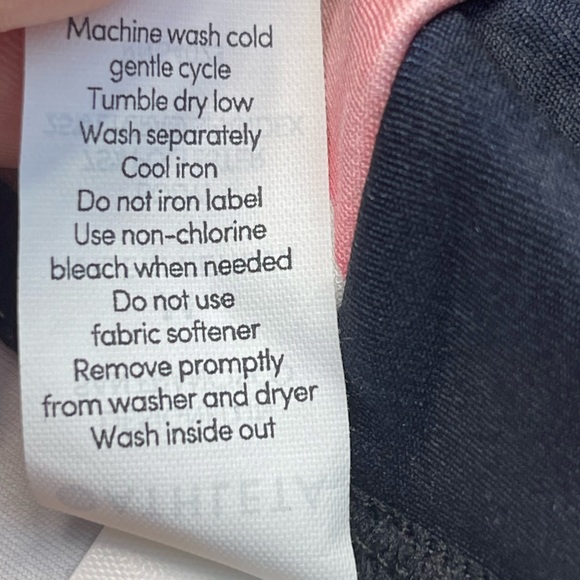 Machine wash cold
gentle cycle
Tumble dry low
Wash separately
Cool iron
Do not iron label
Use non-chlorine
bleach when needed
Do not use
fabric softener
Remove promptly
from washer and dryer
Wash inside out
ATHLETA